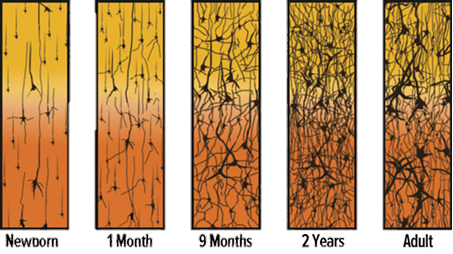 Newborn
1 Month
9 Months
2 Years
Adult